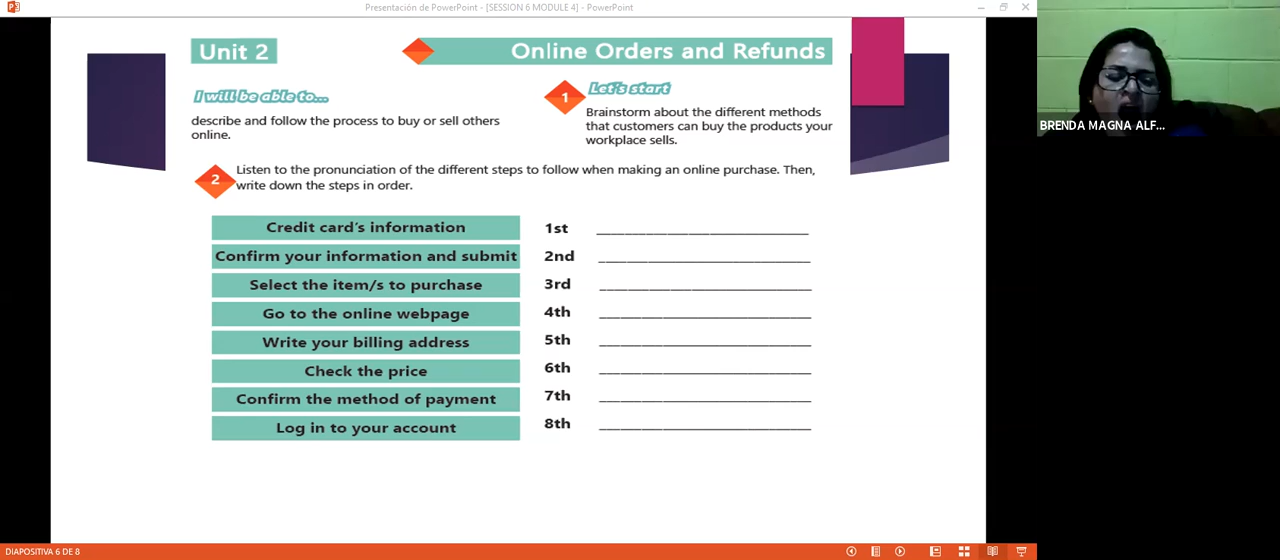 Presentación de PowerPoint - [SESSION 6 MODULE 4] - PowerPoint
Unit 2
Online Orders and Refunds
I will be able to...
describe and follow the process to buy or sell others
online.
1
Let's start
Brainstorm about the different methods
that customers can buy the products your
workplace sells.
2
Listen to the pronunciation of the different steps to follow when making an online purchase. Then,
write down the steps in order.
Credit card's information
Confirm your information and submit
Select the item/s to purchase
Go to the online webpage
Write your billing address
Check the price
Confirm the method of payment
Log in to your account
1st
2nd
3rd
4th
5th
6th
7th
8th
BRENDA MAGNA ALF...
DIAPOSITIVA 6 DE 8